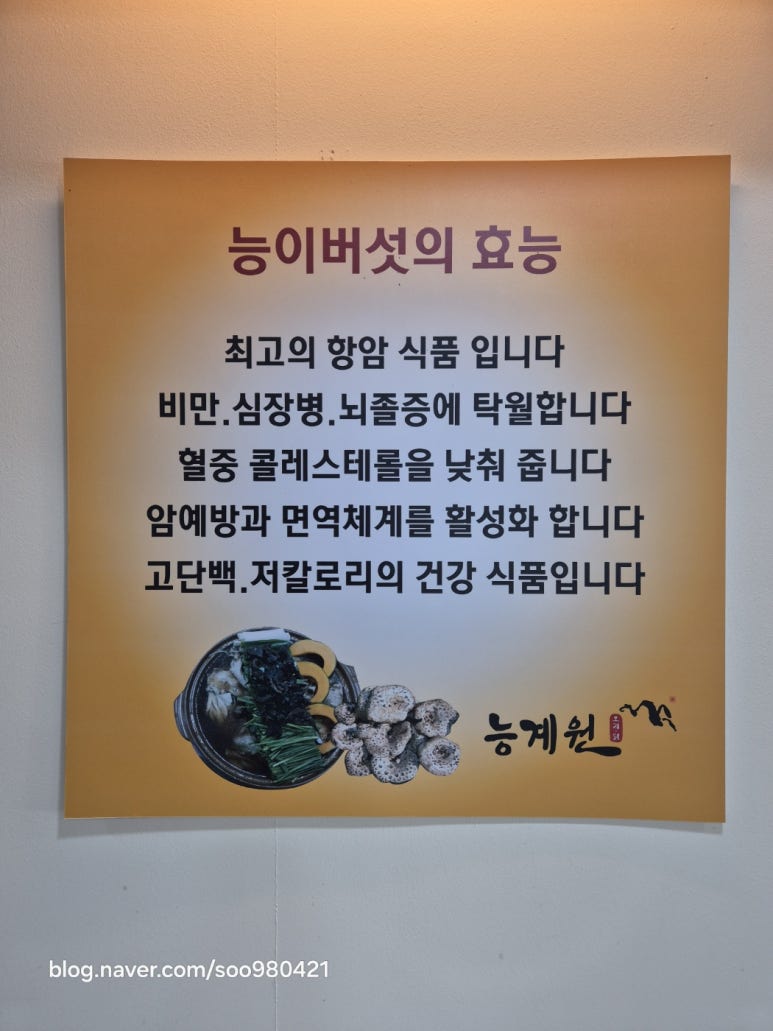 능이버섯의 효능
최고의 항암 식품 입니다
비만.심장병.뇌졸증에 탁월합니다
혈중 콜레스테롤을 낮춰 줍니다
암예방과 면역체계를 활성화 합니다
고단백.저칼로리의 건강 식품입니다
능계원
blog.naver.com/soo980421